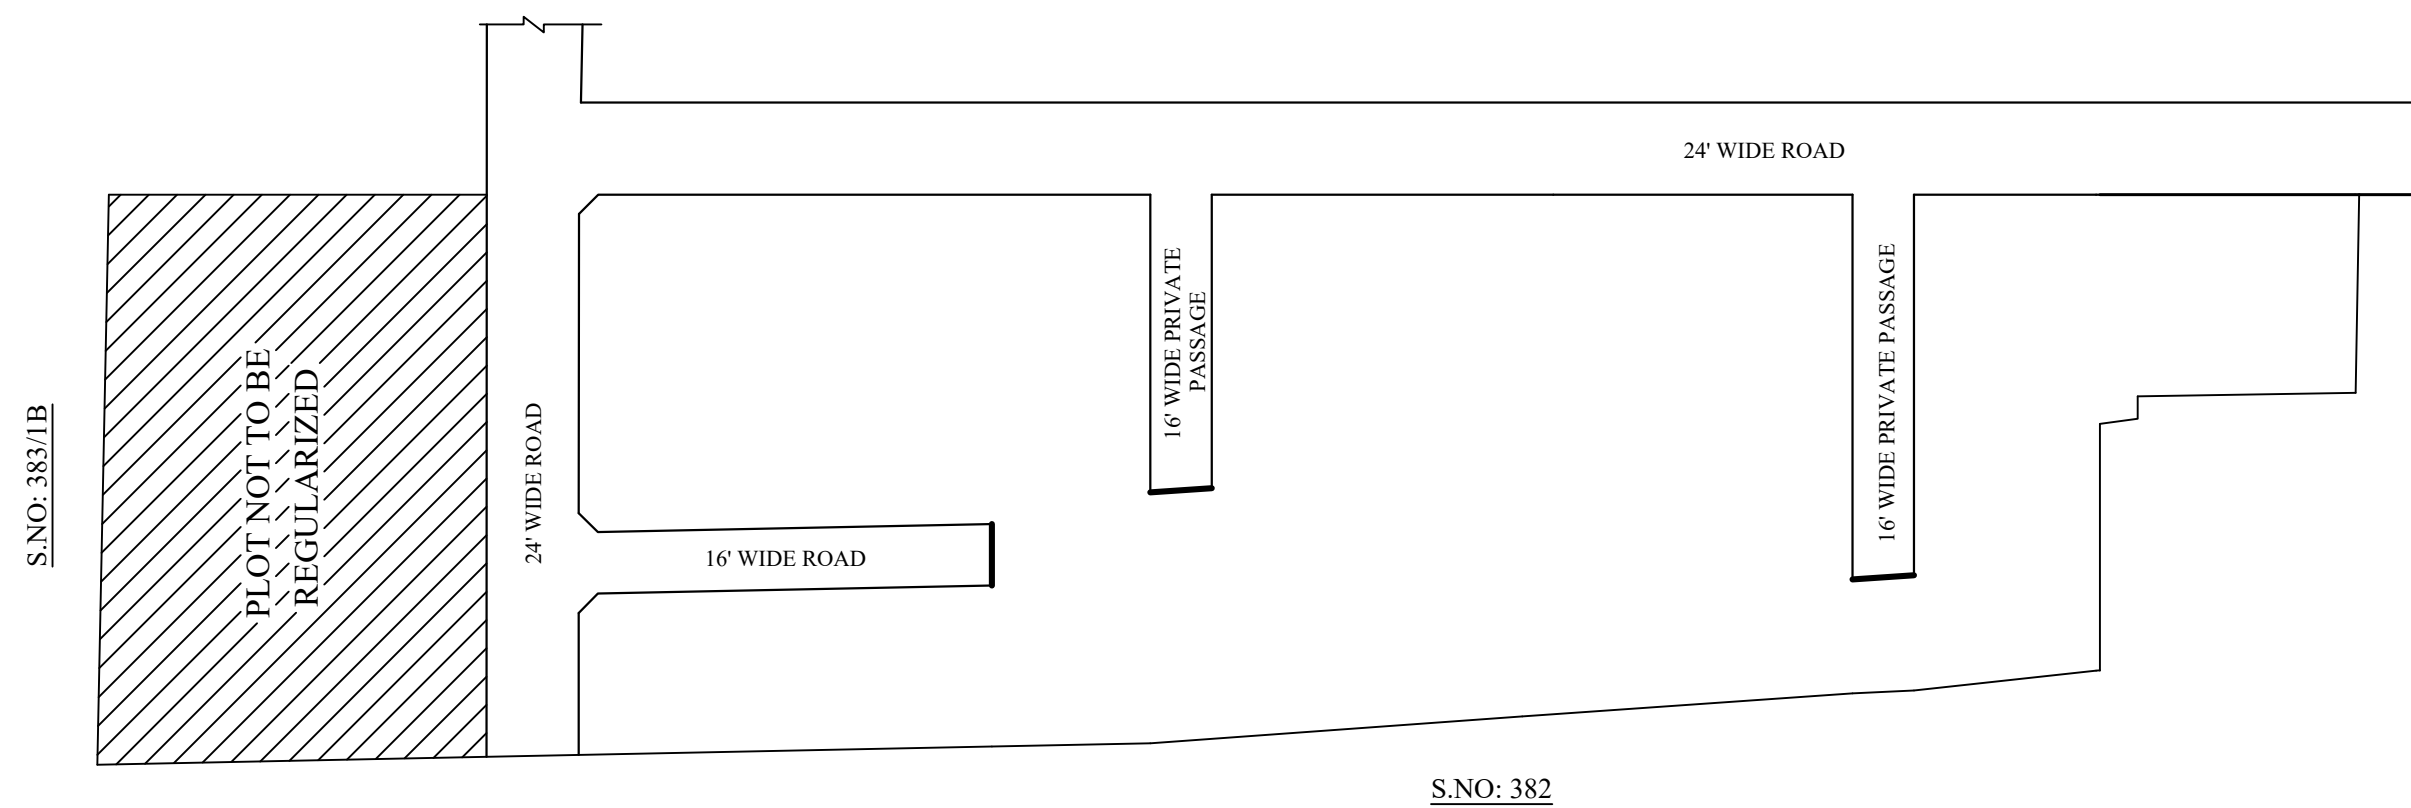 24' WIDE ROAD
16' WIDE PRIVATE
PASSAGE
16' WIDE PRIVATE PASSAGE
S.NO: 383/1B
PLOT NOT TO BE
REGULARIZED
24' WIDE ROAD
16' WIDE ROAD
S.NO: 382